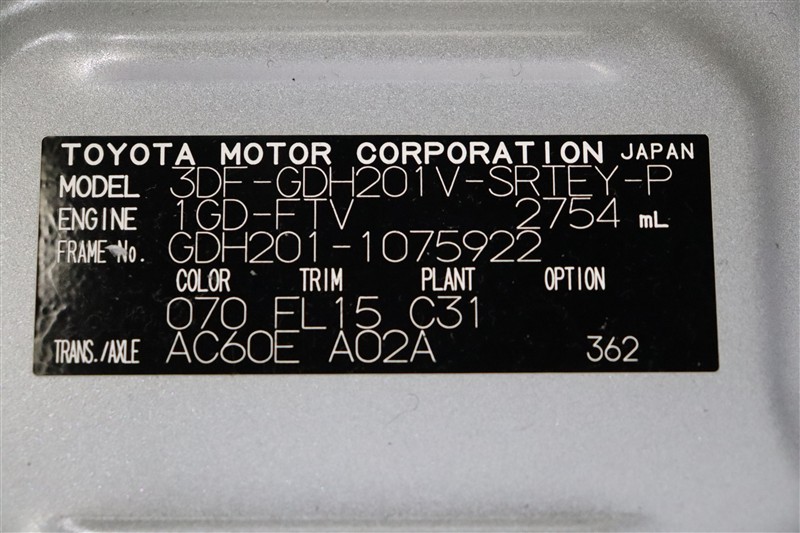 TOYOTA MOTOR CORPORATION JAPAN
MODEL 3DF-GDH201V-SRTEY-P
ENGINE 1GD-FTV 2754 mL
FRAME No. GDH201-1075922
COLOR TRIM PLANT OPTION
070 FL15 C31
TRANS./AXLE AC60E A02A 362